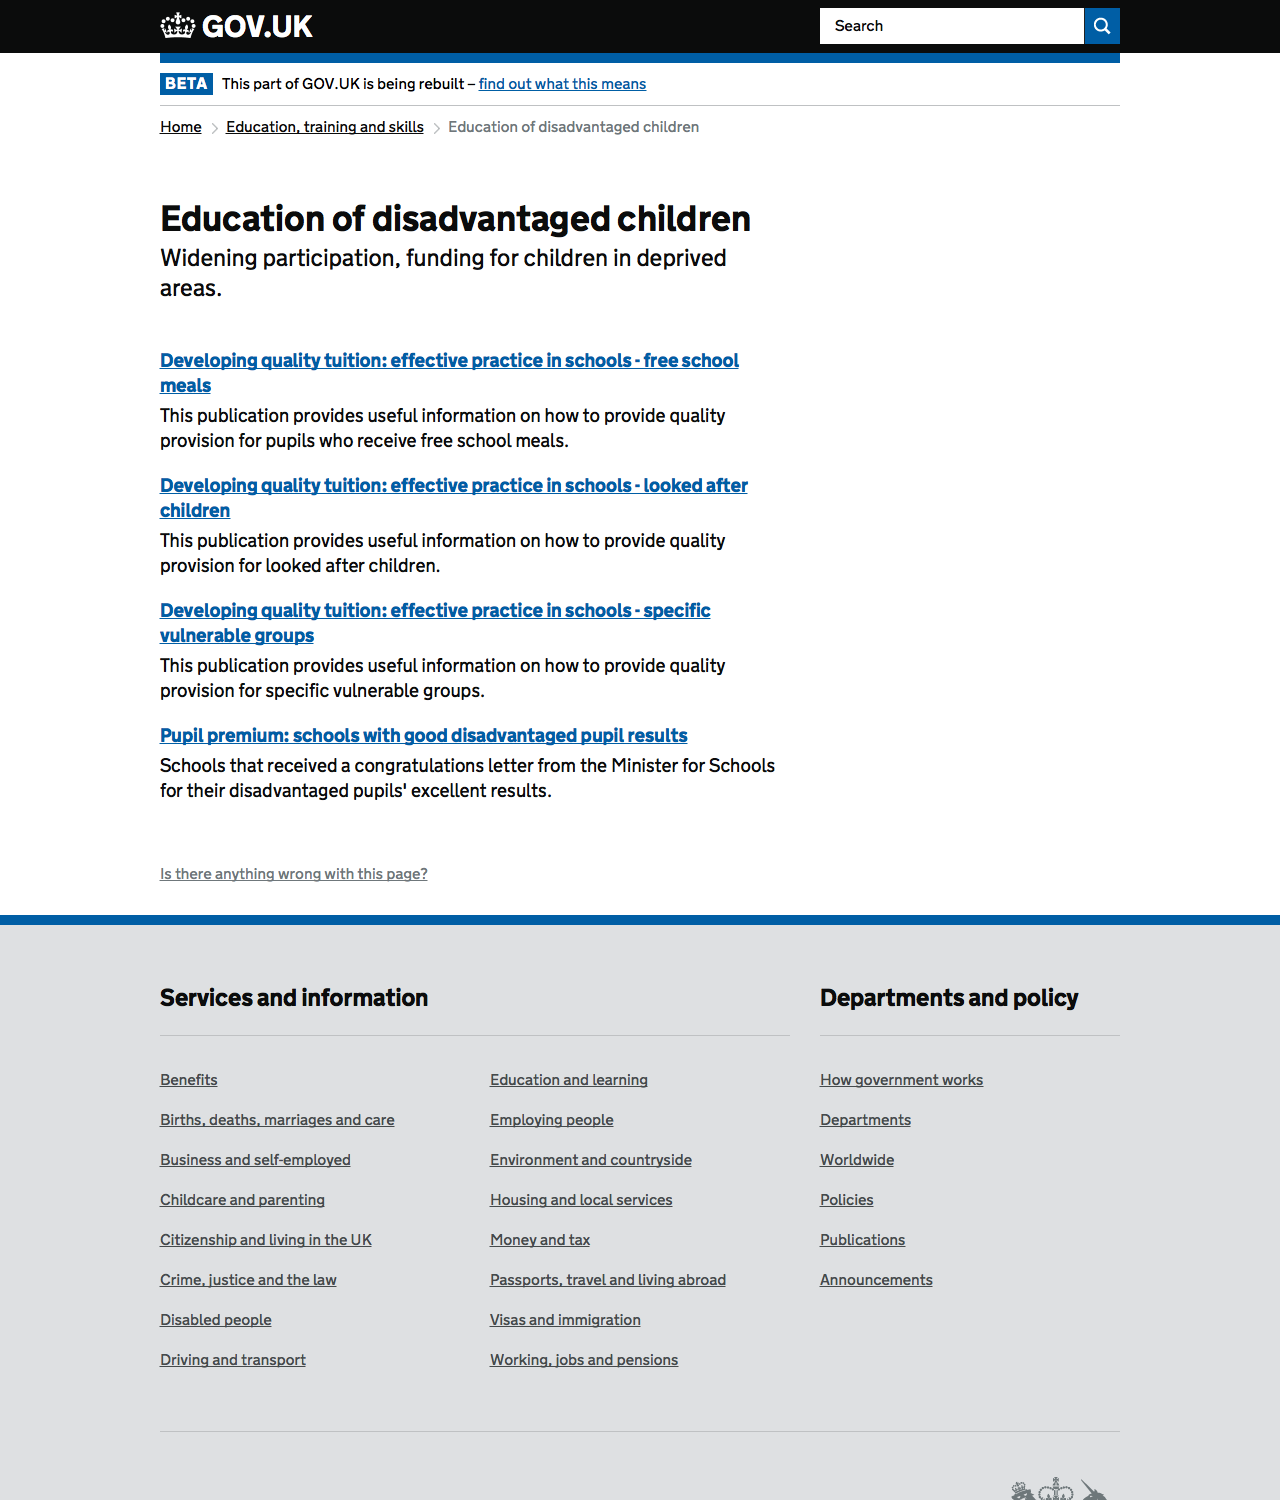 GOV.UK
Search
BETA This part of GOV.UK is being rebuilt – find out what this means
Home Education, training and skills Education of disadvantaged children
Education of disadvantaged children
Widening participation, funding for children in deprived
areas.
Developing quality tuition: effective practice in schools - free school
meals
This publication provides useful information on how to provide quality
provision for pupils who receive free school meals.
Developing quality tuition: effective practice in schools - looked after
children
This publication provides useful information on how to provide quality
provision for looked after children.
Developing quality tuition: effective practice in schools - specific
vulnerable groups
This publication provides useful information on how to provide quality
provision for specific vulnerable groups.
Pupil premium: schools with good disadvantaged pupil results
Schools that received a congratulations letter from the Minister for Schools
for their disadvantaged pupils' excellent results.
Is there anything wrong with this page?
Services and information
Benefits
Births, deaths, marriages and care
Business and self-employed
Childcare and parenting
Citizenship and living in the UK
Crime, justice and the law
Disabled people
Driving and transport
Education and learning
Employing people
Environment and countryside
Housing and local services
Money and tax
Passports, travel and living abroad
Visas and immigration
Working, jobs and pensions
Departments and policy
How government works
Departments
Worldwide
Policies
Publications
Announcements